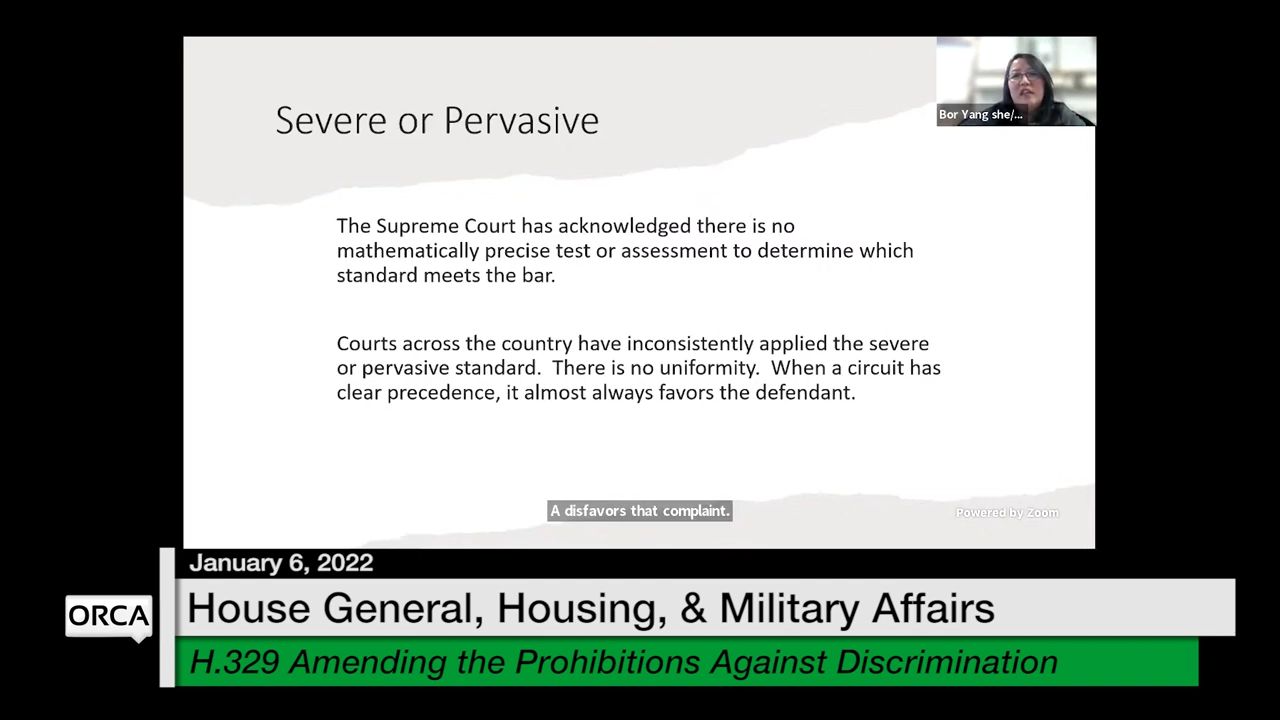 Severe or Pervasive
Bor Yang she/...
The Supreme Court has acknowledged there is no
mathematically precise test or assessment to determine which
standard meets the bar.
Courts across the country have inconsistently applied the severe
or pervasive standard. There is no uniformity. When a circuit has
clear precedence, it almost always favors the defendant.
A disfavors that complaint.
Powered by Zoom
January 6, 2022
ORCA
House General, Housing, & Military Affairs
H.329 Amending the Prohibitions Against Discrimination